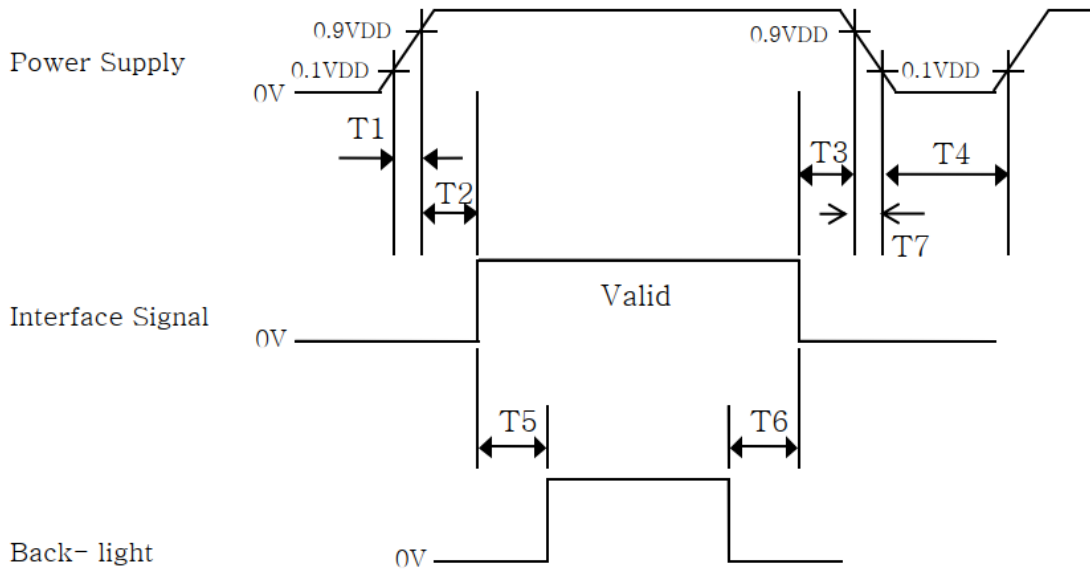 0.9VDD
0.9VDD
Power Supply
0.1VDD
0.1VDD
0V
T1
T2
T3
T4
T7
Interface Signal
Valid
0V
T5
T6
Back- light
0V